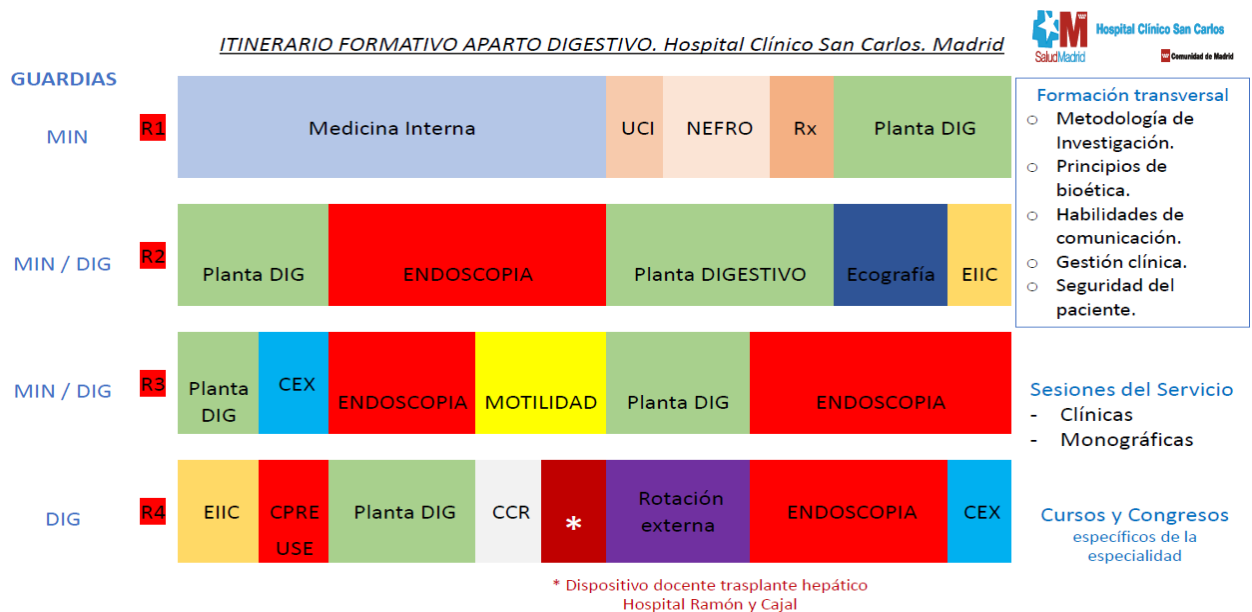 ITINERARIO FORMATIVO APARTO DIGESTIVO. Hospital Clínico San Carlos. Madrid
SaludMadrid
Hospital Clínico San Carlos
Comunidad de Madrid
GUARDIAS
MIN
R1
Medicina Interna
UCI
NEFRO
Rx
Planta DIG
MIN / DIG
R2
Planta DIG
ENDOSCOPIA
Planta DIGESTIVO
Ecografía
EIIC
MIN / DIG
R3
Planta
DIG
CEX
ENDOSCOPIA
MOTILIDAD
Planta DIG
ENDOSCOPIA
DIG
R4
EIIC
CPRE
USE
Planta DIG
CCR
*
Rotación
externa
ENDOSCOPIA
CEX
* Dispositivo docente trasplante hepático
Hospital Ramón y Cajal
Formación transversal
o Metodología de
Investigación.
o Principios de
bioética.
o Habilidades de
comunicación.
o Gestión clínica.
o Seguridad del
paciente.
Sesiones del Servicio
- Clínicas
- Monográficas
Cursos y Congresos
específicos de la
especialidad